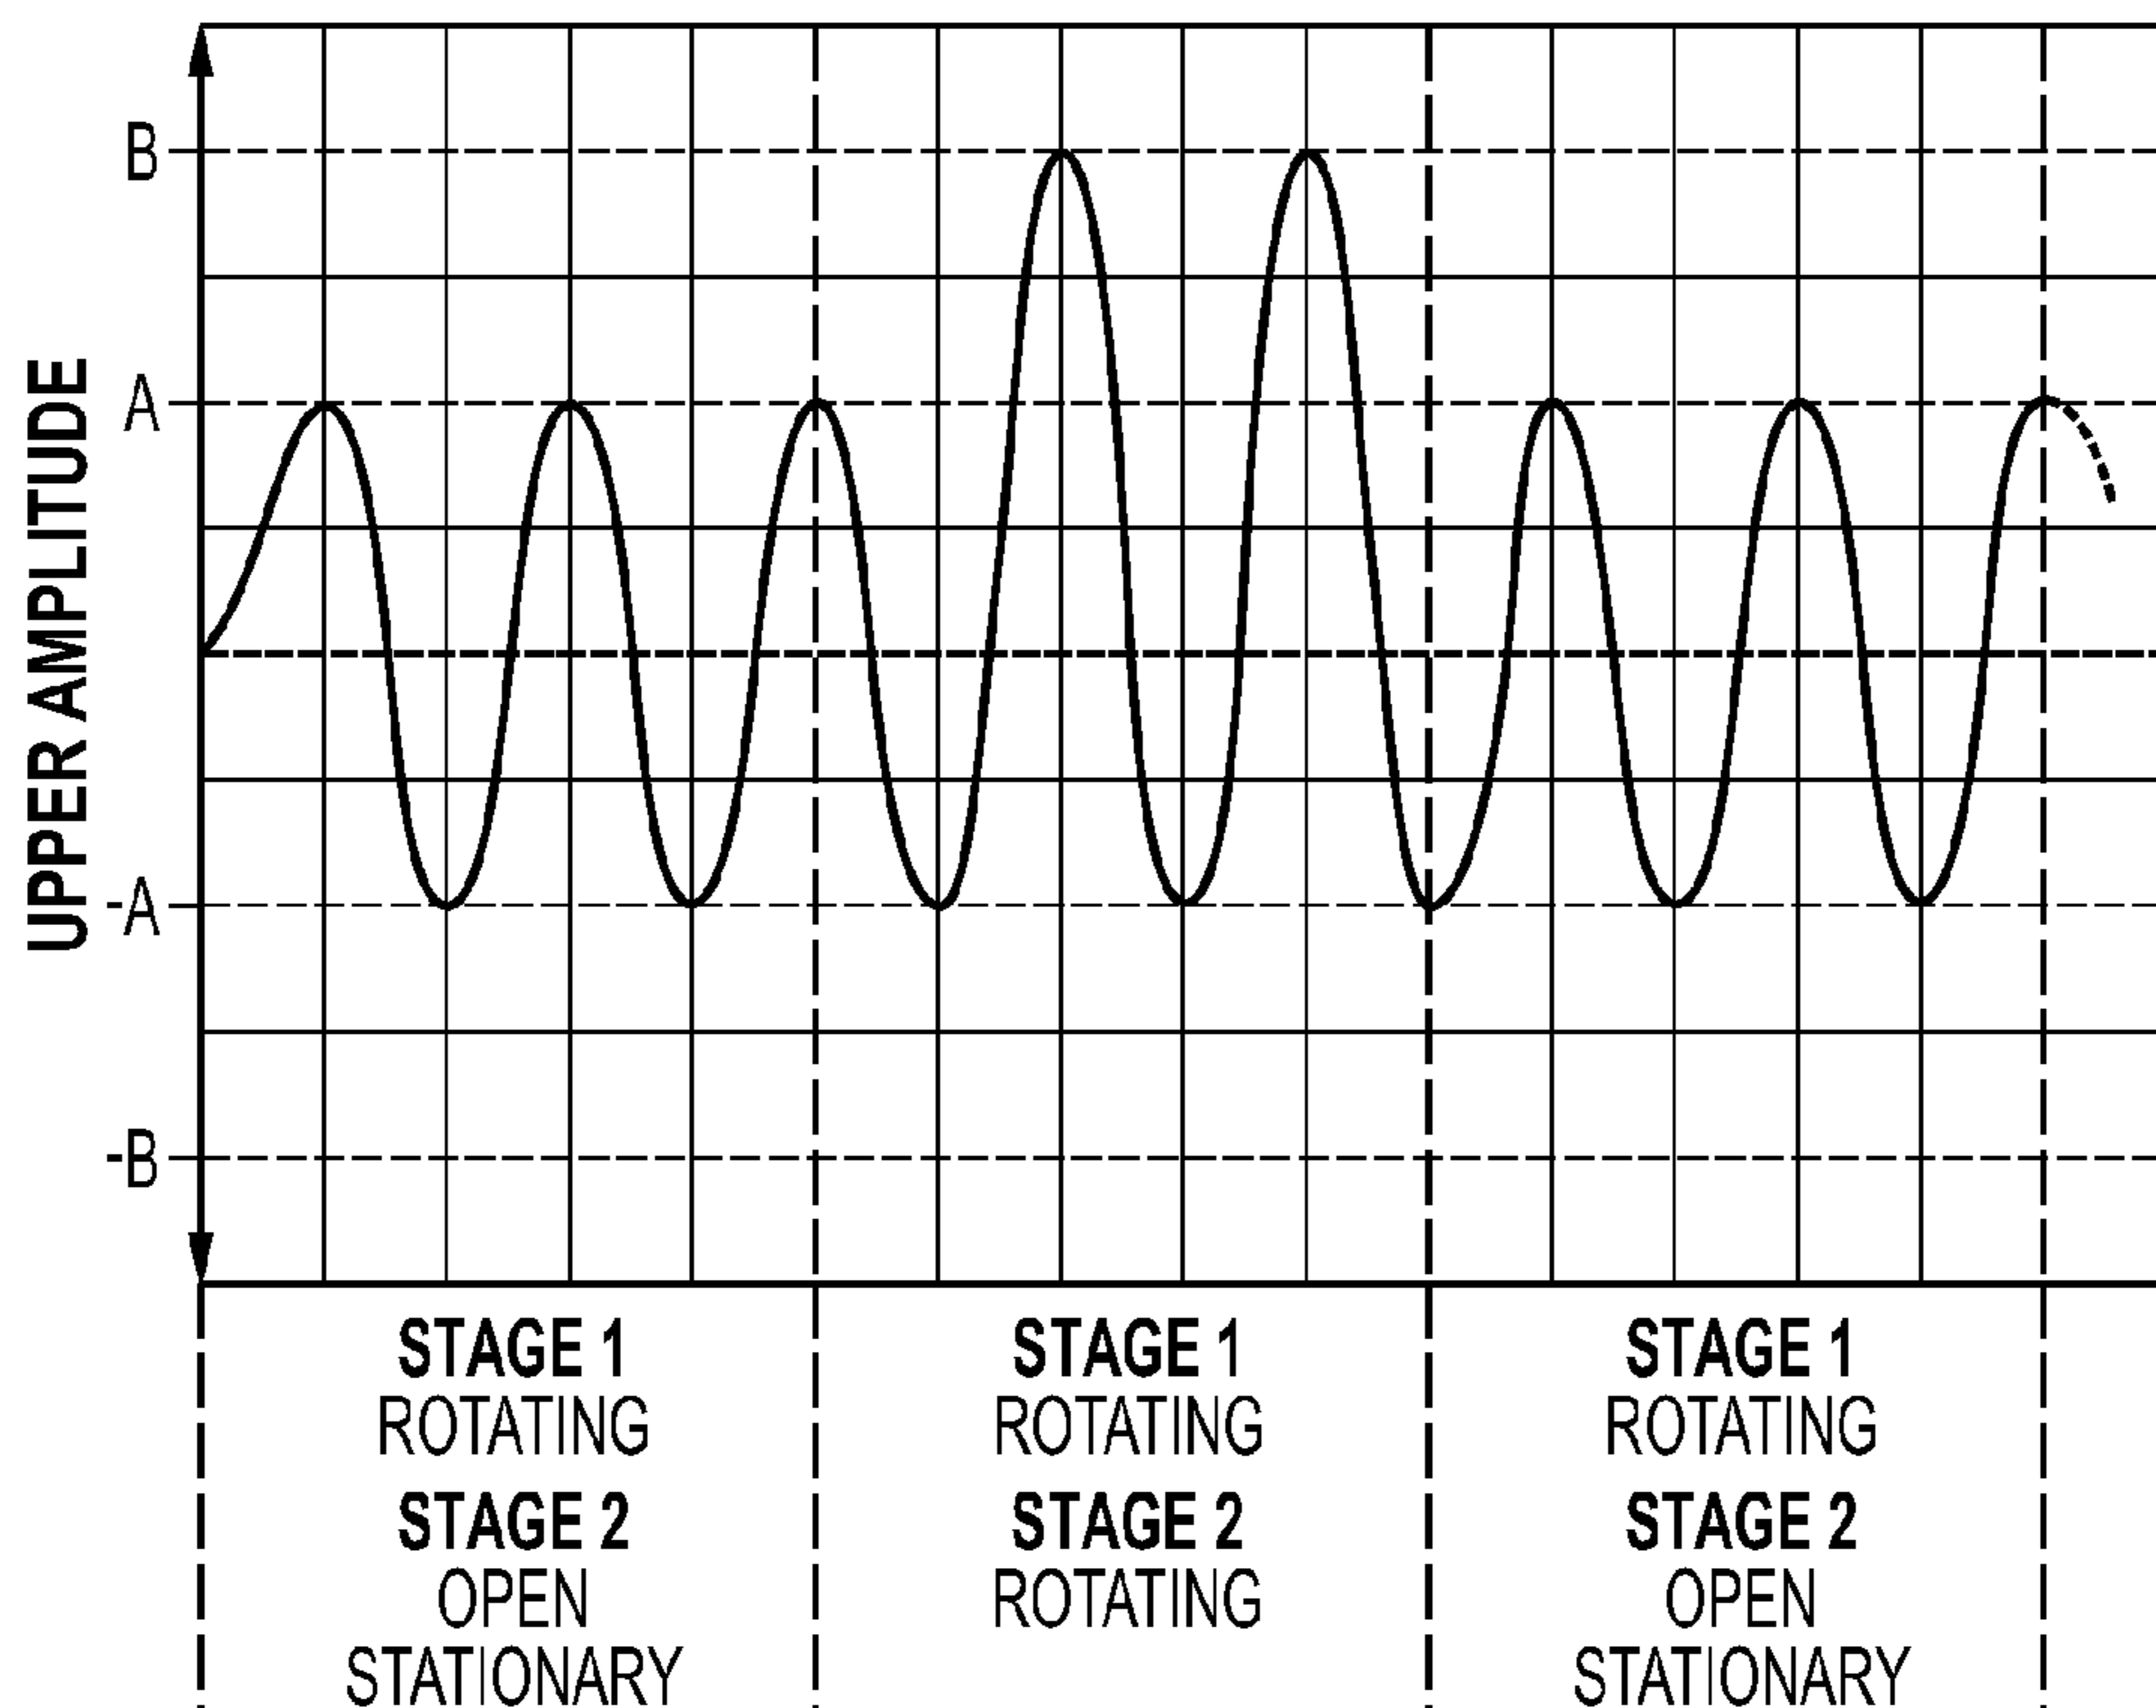 UPPER AMPLITUDE
B
A
-A
-B
STAGE 1
ROTATING
STAGE 2
OPEN
STATIONARY
STAGE 1
ROTATING
STAGE 2
ROTATING
STAGE 1
ROTATING
STAGE 2
OPEN
STATIONARY